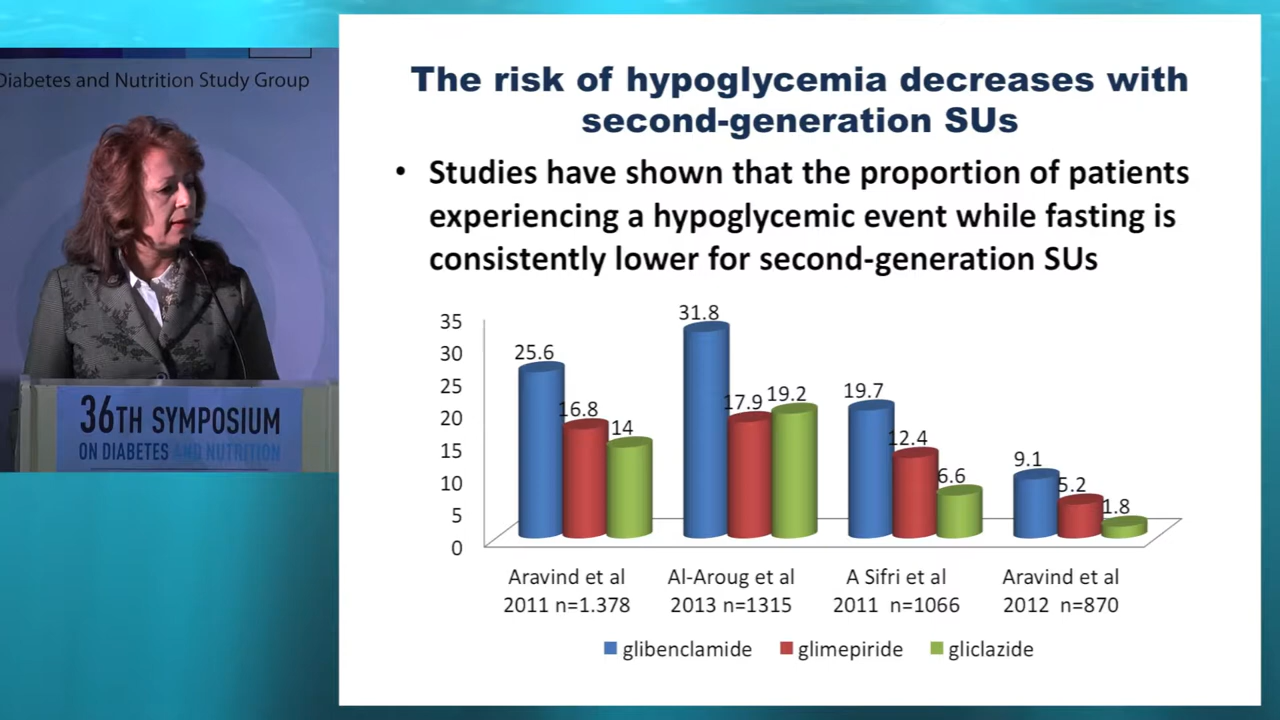 Diabetes and Nutrition Study Group
36TH SYMPOSIUM
ON DIABETES AND NUTRITION
The risk of hypoglycemia decreases with
second-generation SUs
• Studies have shown that the proportion of patients
experiencing a hypoglycemic event while fasting is
consistently lower for second-generation SUs
35
30
25
20
15
10
5
0
25.6
16.8
14
31.8
17.9
19.2
19.7
12.4
6.6
9.1
5.2
1.8
Aravind et al
2011 n=1.378
Al-Aroug et al
2013 n=1315
A Sifri et al
2011 n=1066
Aravind et al
2012 n=870
glibenclamide glimepiride gliclazide